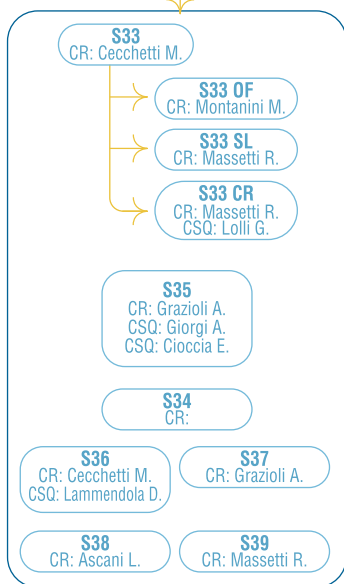 S33
CR: Cecchetti M.
S33 OF
CR: Montanini M.
S33 SL
CR: Massetti R.
S33 CR
CR: Massetti R.
CSQ: Lolli G.
S35
CR: Grazioli A.
CSQ: Giorgi A.
CSQ: Cioccia E.
S34
CR:
S36
CR: Cecchetti M.
CSQ: Lammendola D.
S37
CR: Grazioli A.
S38
CR: Ascani L.
S39
CR: Massetti R.